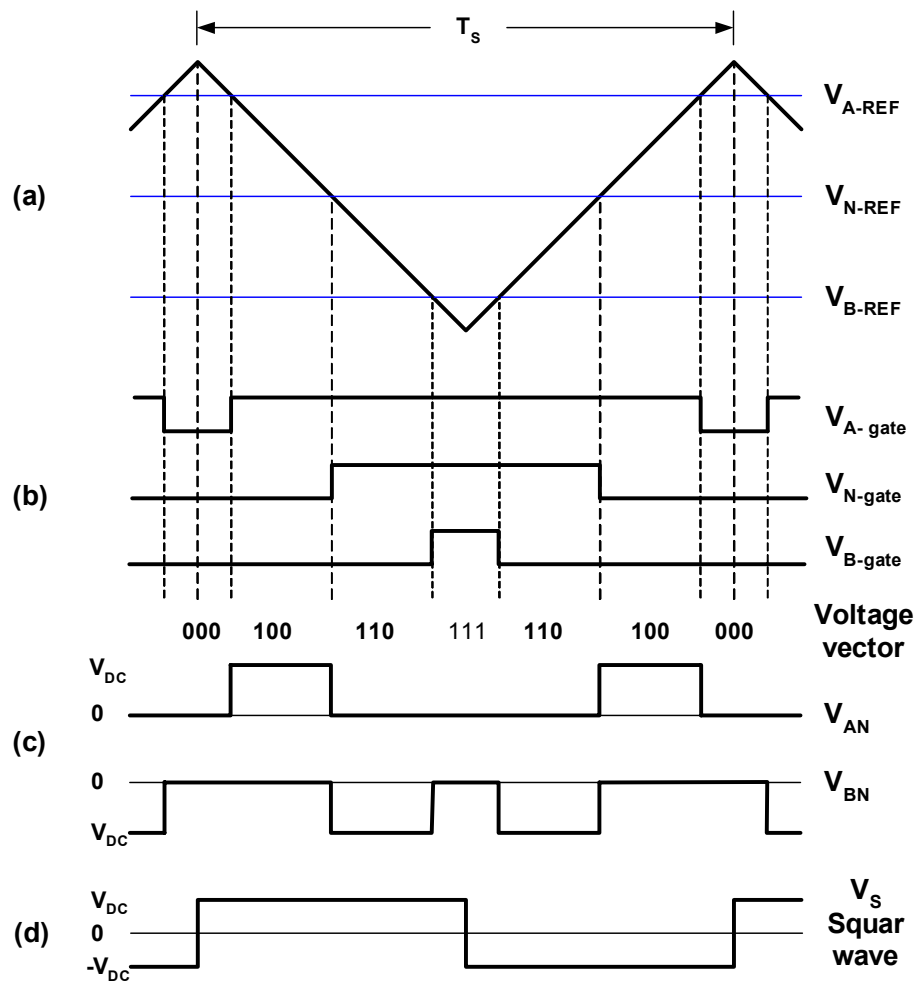 T_S
V_A-REF
(a)
V_N-REF
V_B-REF
V_A- gate
(b)
V_N-gate
V_B-gate
000 100 110 111 110 100 000
Voltage
vector
V_DC
0
V_AN
(c)
0
V_BN
V_DC
V_DC
V_S
(d)
0
Squar
wave
-V_DC